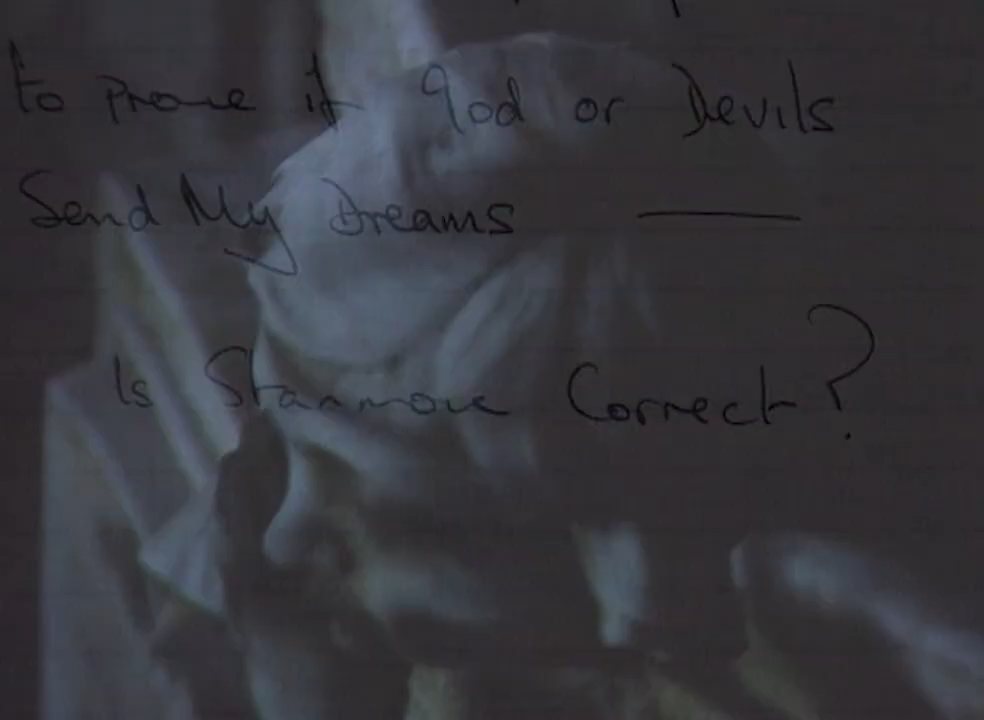 to prove if God or Devils
Send My Dreams —
Is Stanmore Correct?